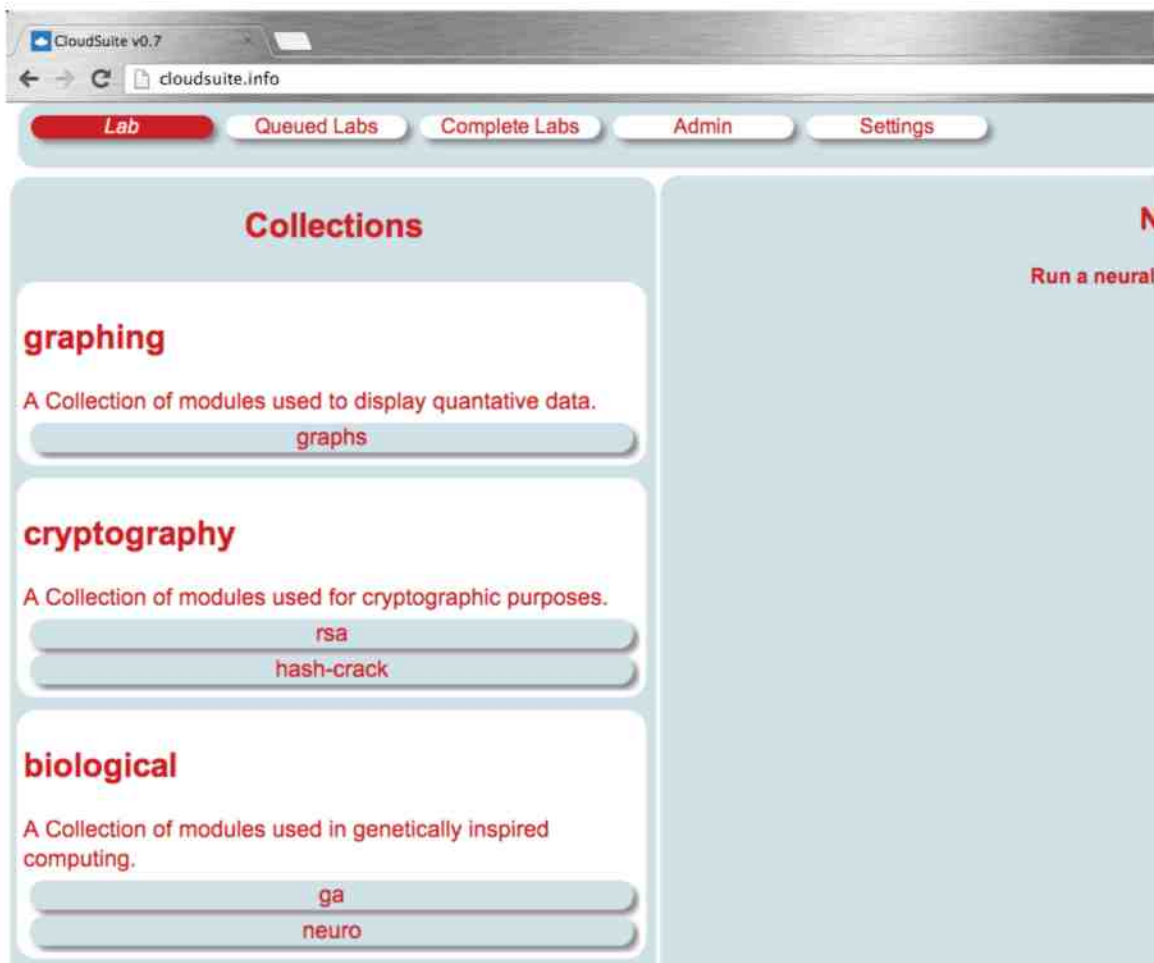 CloudSuite v0.7
cloudsuite.info
Lab Queued Labs Complete Labs Admin Settings
Collections
graphing
A Collection of modules used to display quantative data.
graphs
cryptography
A Collection of modules used for cryptographic purposes.
rsa
hash-crack
biological
A Collection of modules used in genetically inspired
computing.
ga
neuro
N
Run a neural